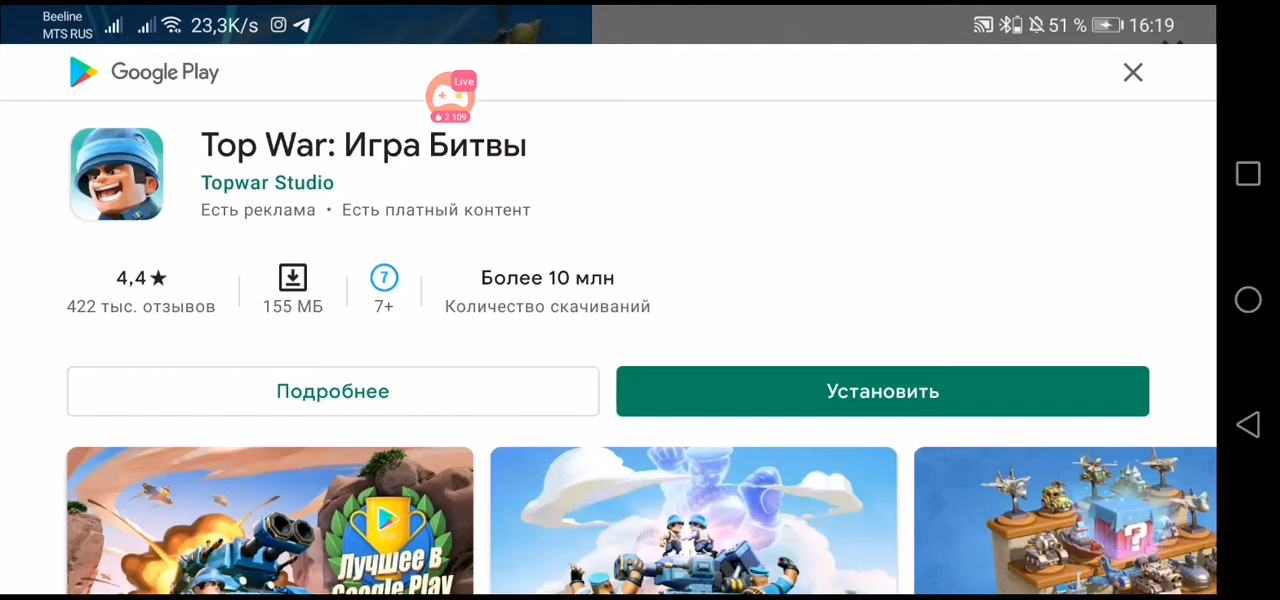 Beeline
MTS RUS
23,3K/s
51 %
16:19
Google Play
Live
2 109
Top War: Игра Битвы
Topwar Studio
Есть реклама • Есть платный контент
4,4★
7
Более 10 млн
422 тыс. отзывов
155 МБ
7+
Количество скачиваний
Подробнее
Установить
Лучшее в
Google Play
?